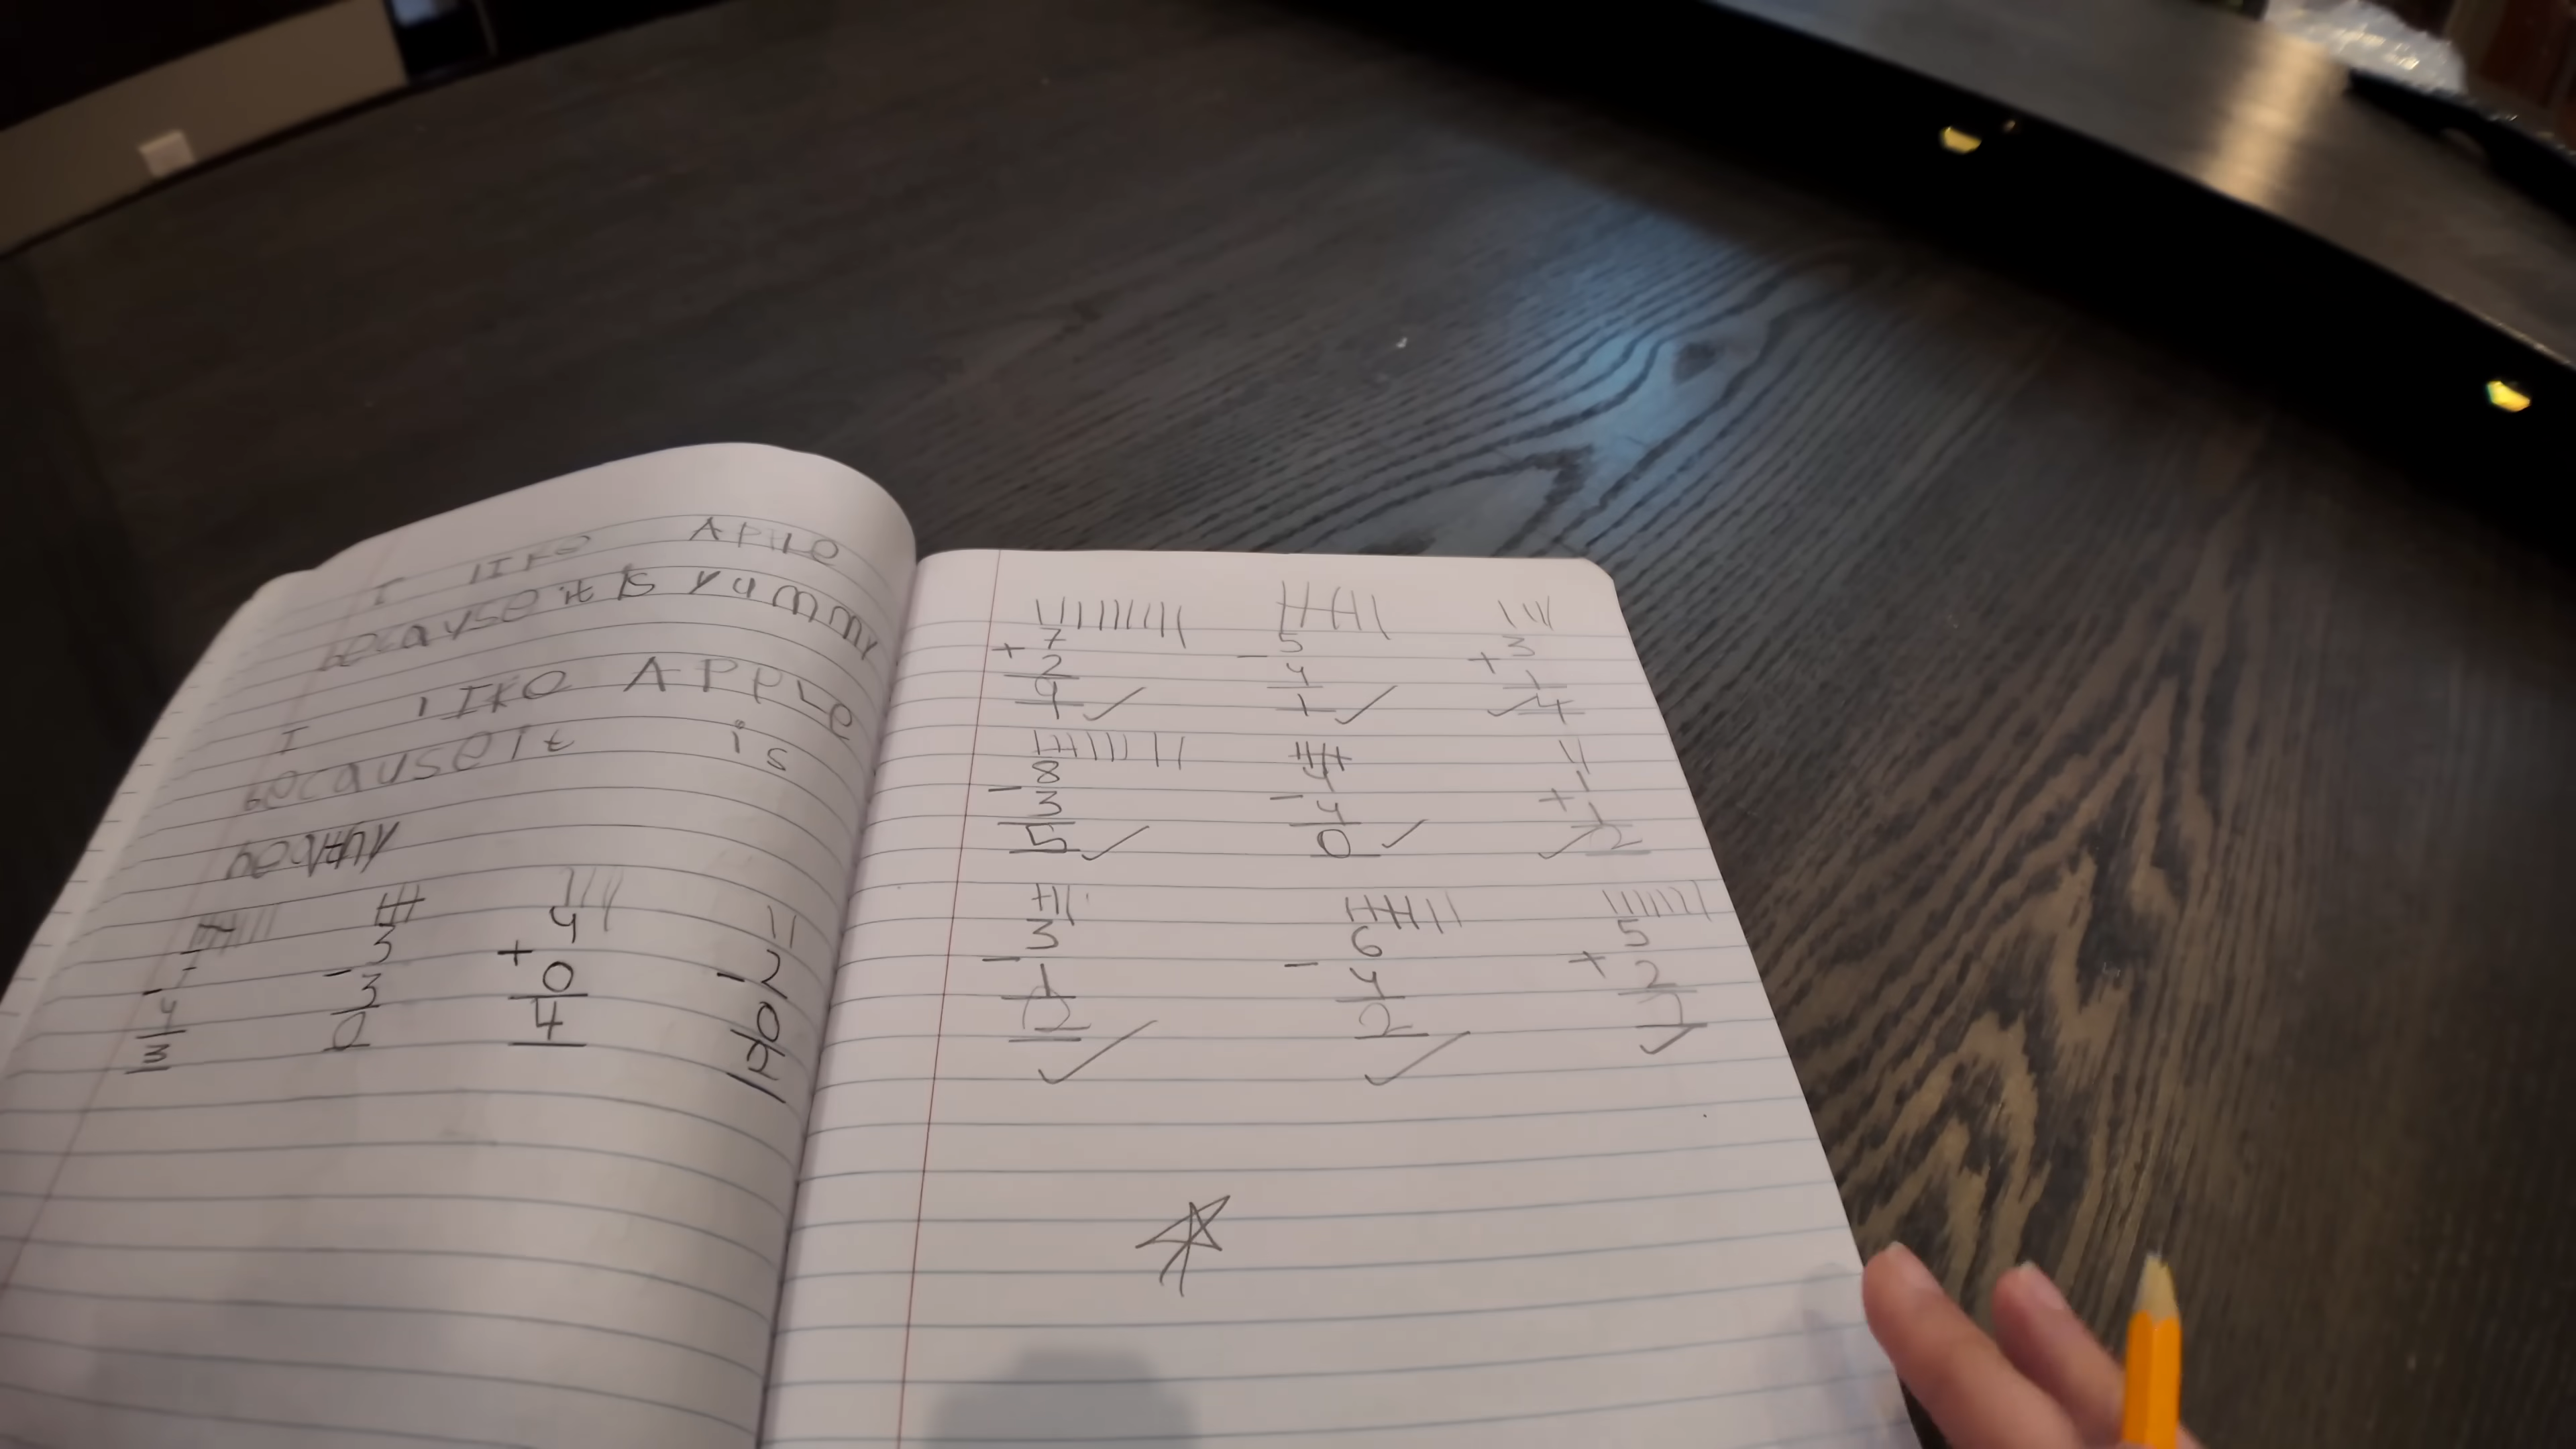 I lIKe APPLe
because it is yummy
I lIKe APPLe
because It is
healthy
7 3 4 2
- 4 - 3 + 0 - 0
3 0 4 2
7 5 3
+ 2 - 4 + 1
9 ✓ 1 ✓ ✓ 4
8 4 1
- 3 - 4 + 1
5 ✓ 0 ✓ ✓ 2
3 6 5
- 1 - 4 + 2
2 ✓ 2 ✓ 7 ✓